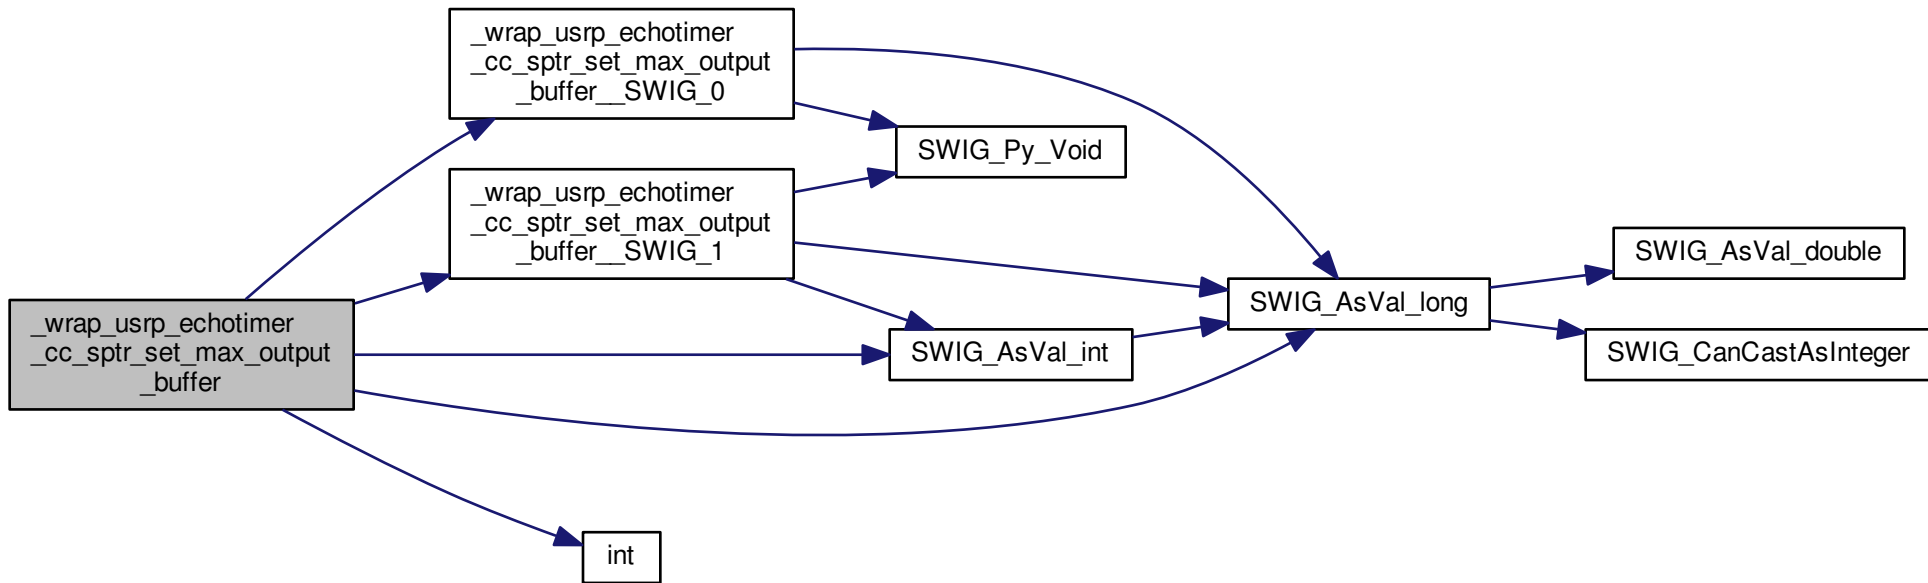 _wrap_usrp_echotimer
_cc_sptr_set_max_output
_buffer__SWIG_0
SWIG_Py_Void
_wrap_usrp_echotimer
_cc_sptr_set_max_output
_buffer__SWIG_1
SWIG_AsVal_double
SWIG_AsVal_long
_wrap_usrp_echotimer
_cc_sptr_set_max_output
_buffer
SWIG_AsVal_int
SWIG_CanCastAsInteger
int